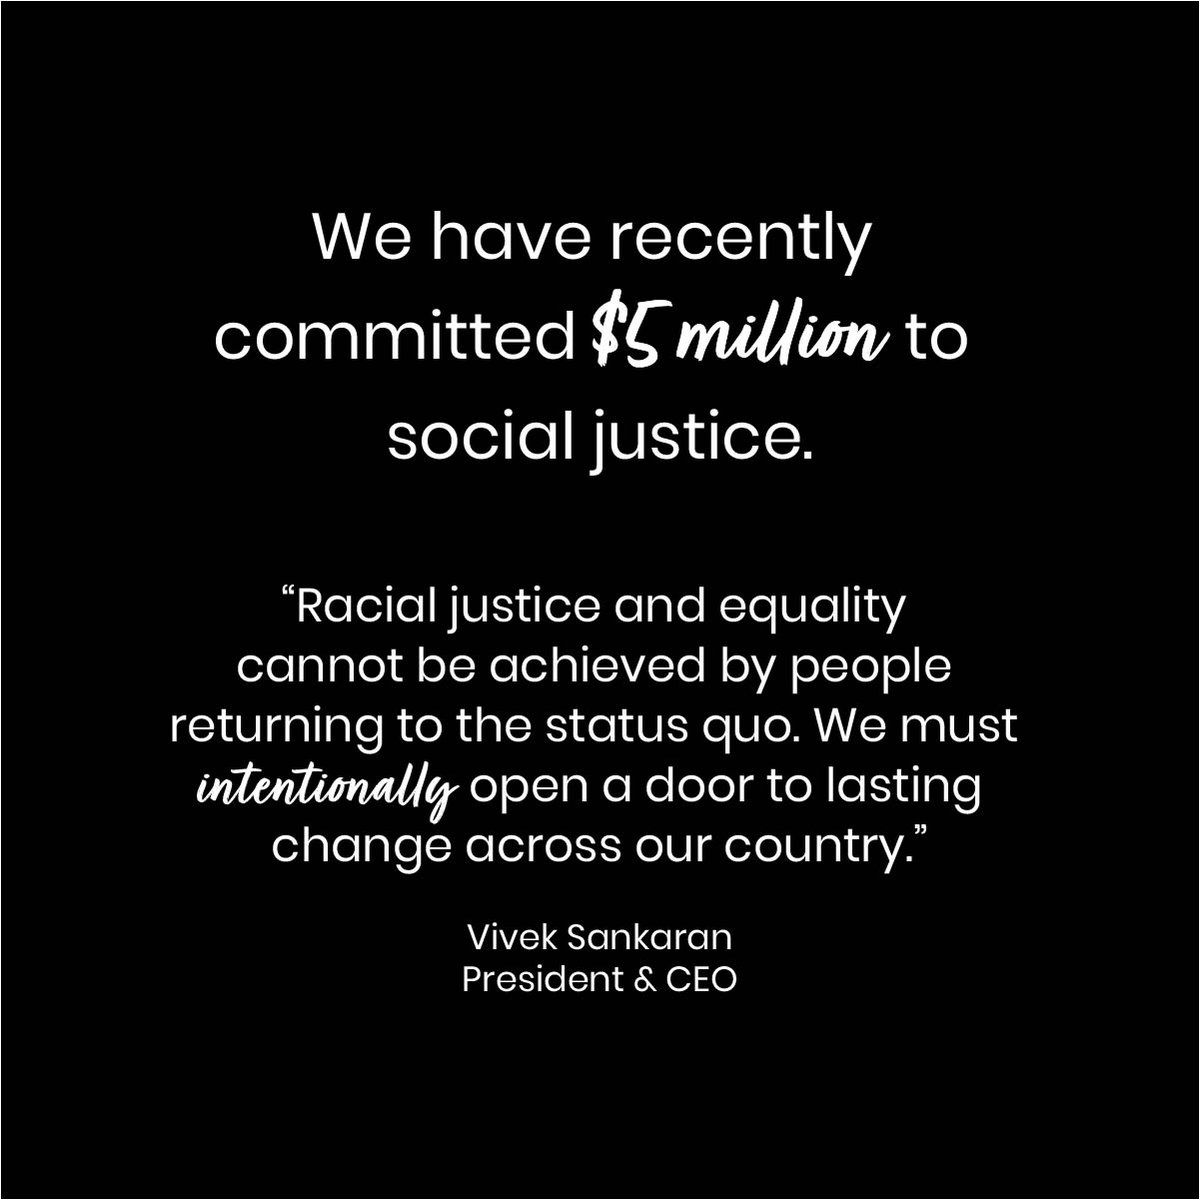 We have recently
committed $5 million to
social justice.
“Racial justice and equality
cannot be achieved by people
returning to the status quo. We must
intentionally open a door to lasting
change across our country.”
Vivek Sankaran
President & CEO